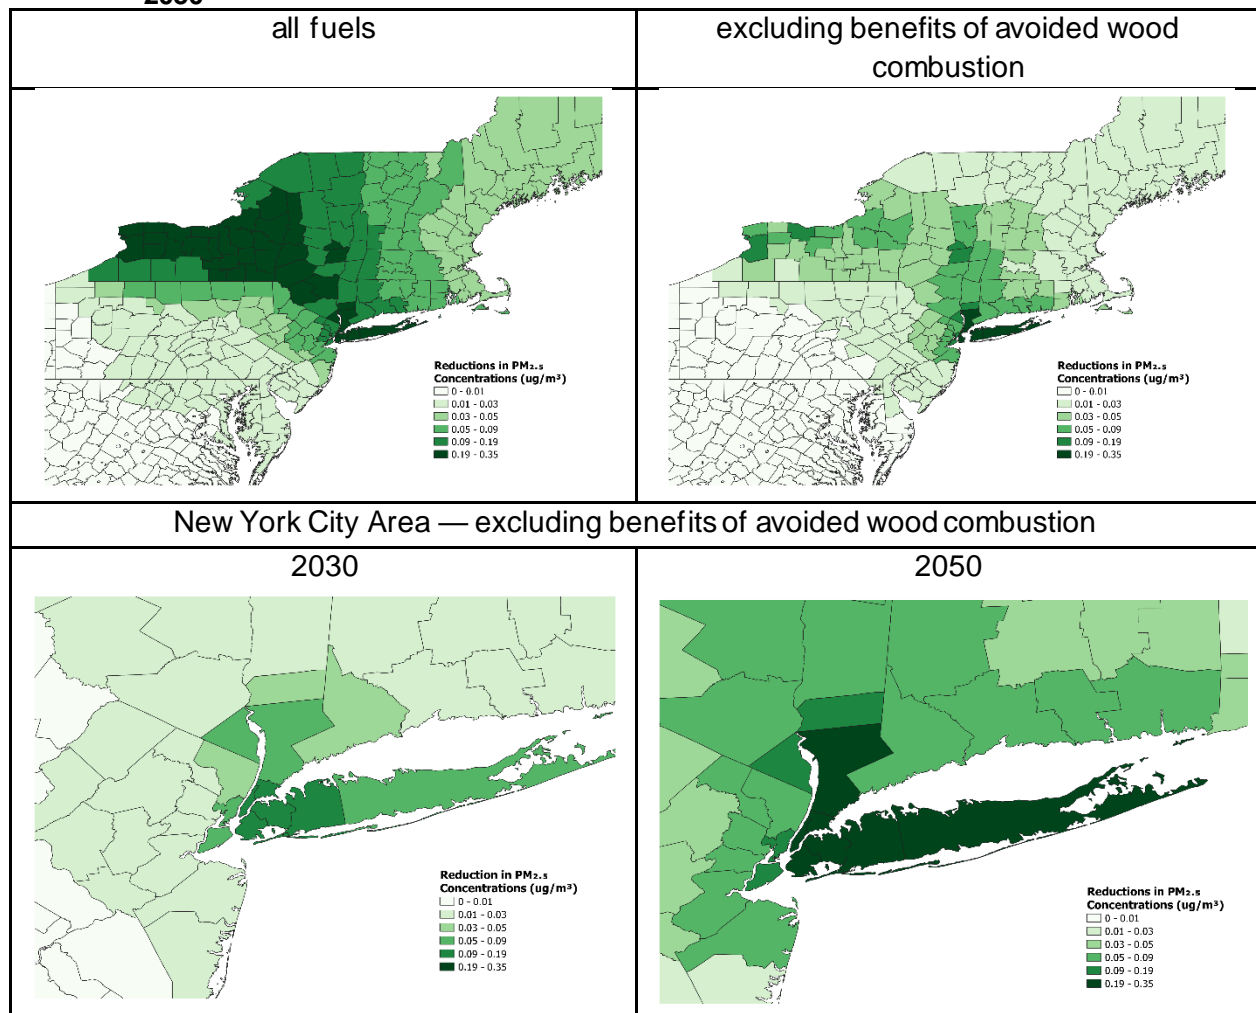 all fuels
excluding benefits of avoided wood
combustion
Reductions in PM₂.₅
Concentrations (ug/m³)
0 - 0.01
0.01 - 0.03
0.03 - 0.05
0.05 - 0.09
0.09 - 0.19
0.19 - 0.35
Reductions in PM₂.₅
Concentrations (ug/m³)
0 - 0.01
0.01 - 0.03
0.03 - 0.05
0.05 - 0.09
0.09 - 0.19
0.19 - 0.35
New York City Area — excluding benefits of avoided wood combustion
2030
2050
Reduction in PM₂.₅
Concentrations (ug/m³)
0 - 0.01
0.01 - 0.03
0.03 - 0.05
0.05 - 0.09
0.09 - 0.19
0.19 - 0.35
Reductions in PM₂.₅
Concentrations (ug/m³)
0 - 0.01
0.01 - 0.03
0.03 - 0.05
0.05 - 0.09
0.09 - 0.19
0.19 - 0.35